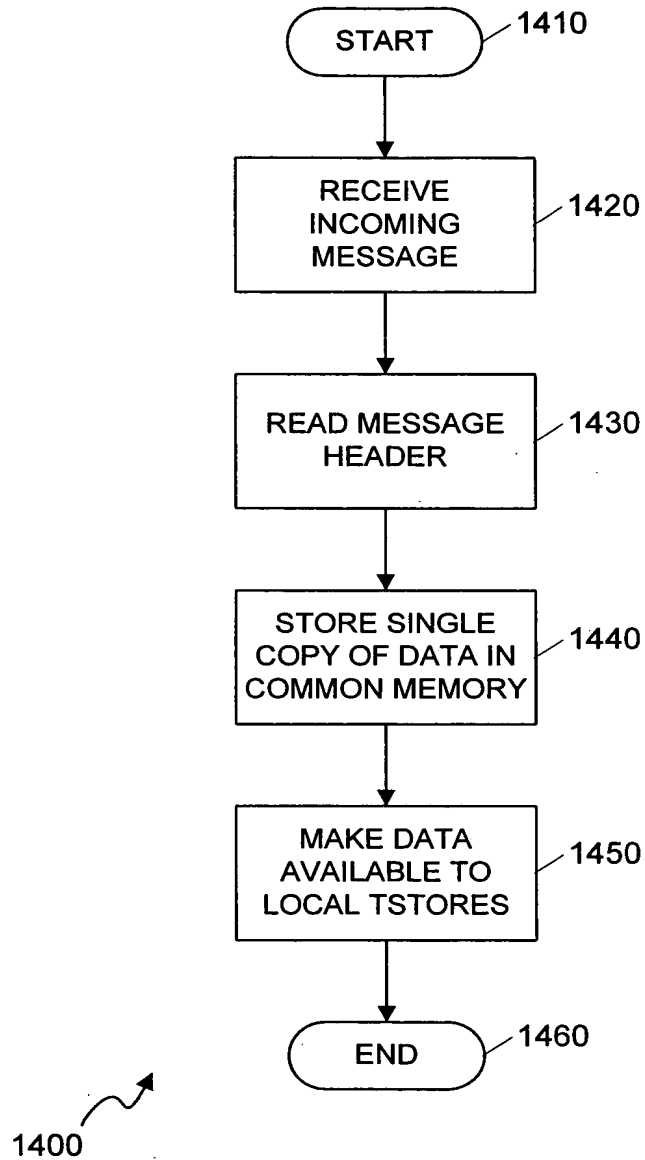 START
1410
RECEIVE
INCOMING
MESSAGE
1420
READ MESSAGE
HEADER
1430
STORE SINGLE
COPY OF DATA IN
COMMON MEMORY
1440
MAKE DATA
AVAILABLE TO
LOCAL TSTORES
1450
END
1460
1400